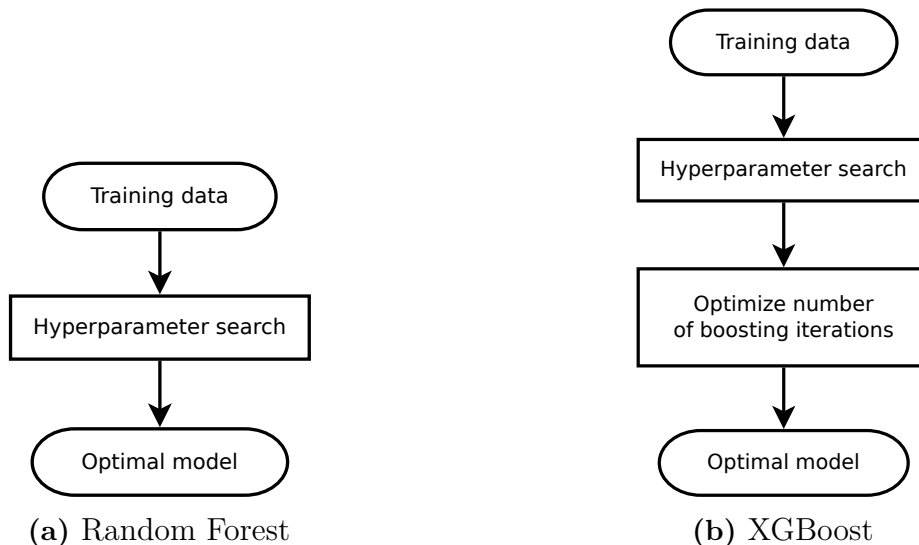 Training data
Hyperparameter search
Optimal model
(a) Random Forest
Training data
Hyperparameter search
Optimize number
of boosting iterations
Optimal model
(b) XGBoost